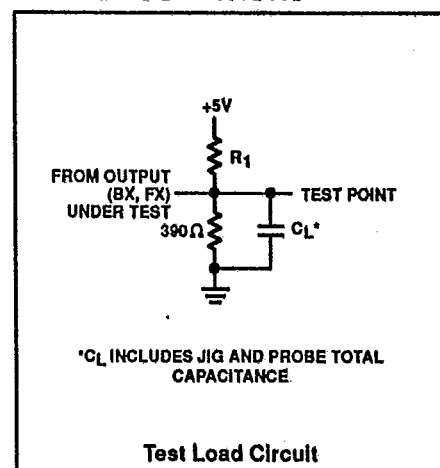 +5V
R1
FROM OUTPUT
(BX, FX)
UNDER TEST
TEST POINT
390Ω
CL*
*CL INCLUDES JIG AND PROBE TOTAL
CAPACITANCE.
Test Load Circuit